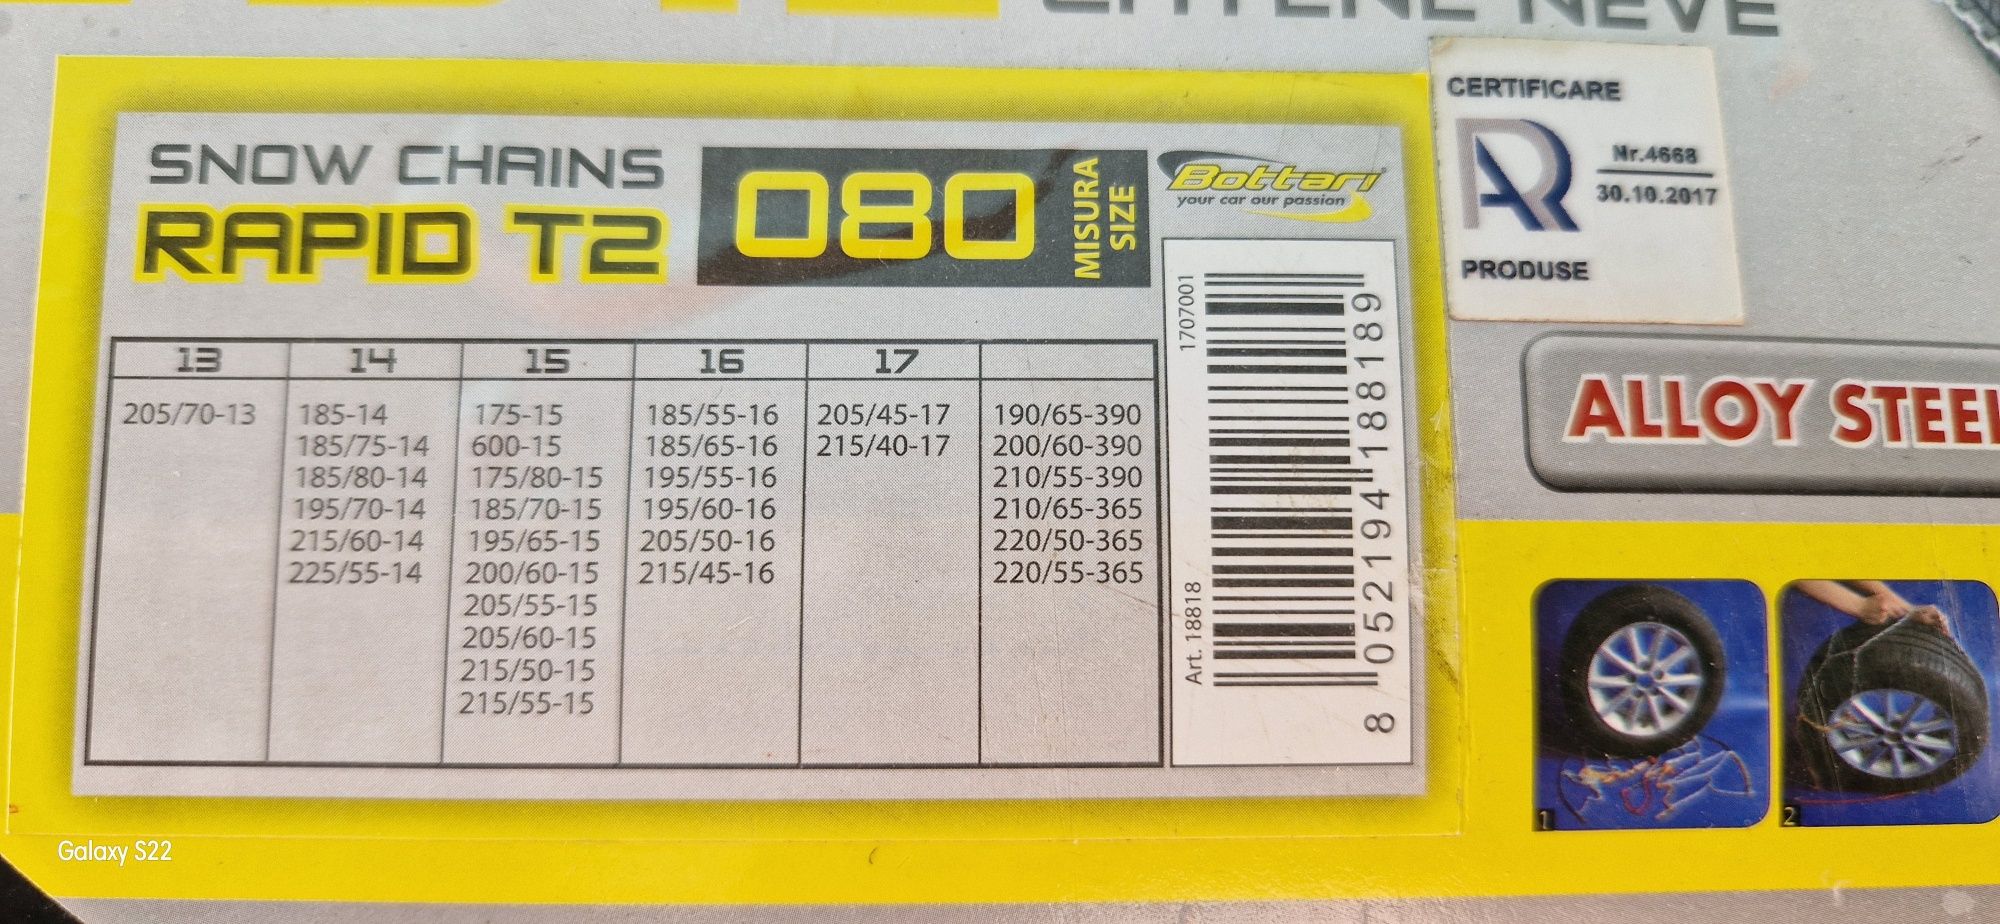 CATENE NEVE
SNOW CHAINS
RAPID T2
080
MISURA
SIZE
Bottari
your car our passion
CERTIFICARE
Nr.4668
30.10.2017
PRODUSE
13 14 15 16 17
205/70-13 185-14 175-15 185/55-16 205/45-17 190/65-390
185/75-14 600-15 185/65-16 215/40-17 200/60-390
185/80-14 175/80-15 195/55-16 210/55-390
195/70-14 185/70-15 195/60-16 210/65-365
215/60-14 195/65-15 205/50-16 220/50-365
225/55-14 200/60-15 215/45-16 220/55-365
205/55-15
205/60-15
215/50-15
215/55-15
1707001
Art. 18818
8 052194 188189
ALLOY STEEL
1
2
Galaxy S22